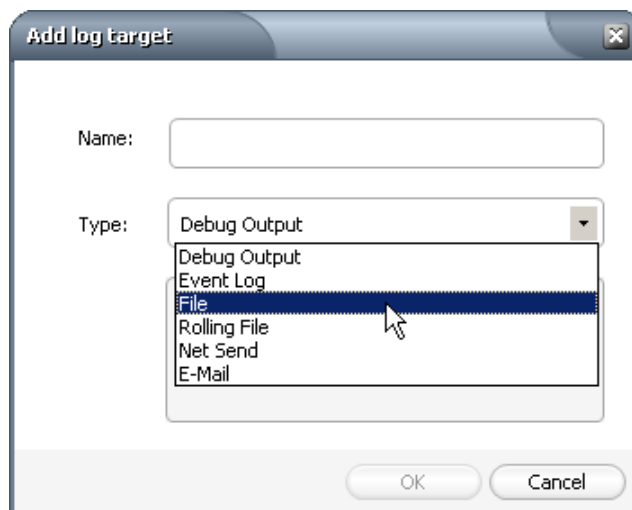 Add log target
Name:
Type: Debug Output
Debug Output
Event Log
File
Rolling File
Net Send
E-Mail
OK Cancel